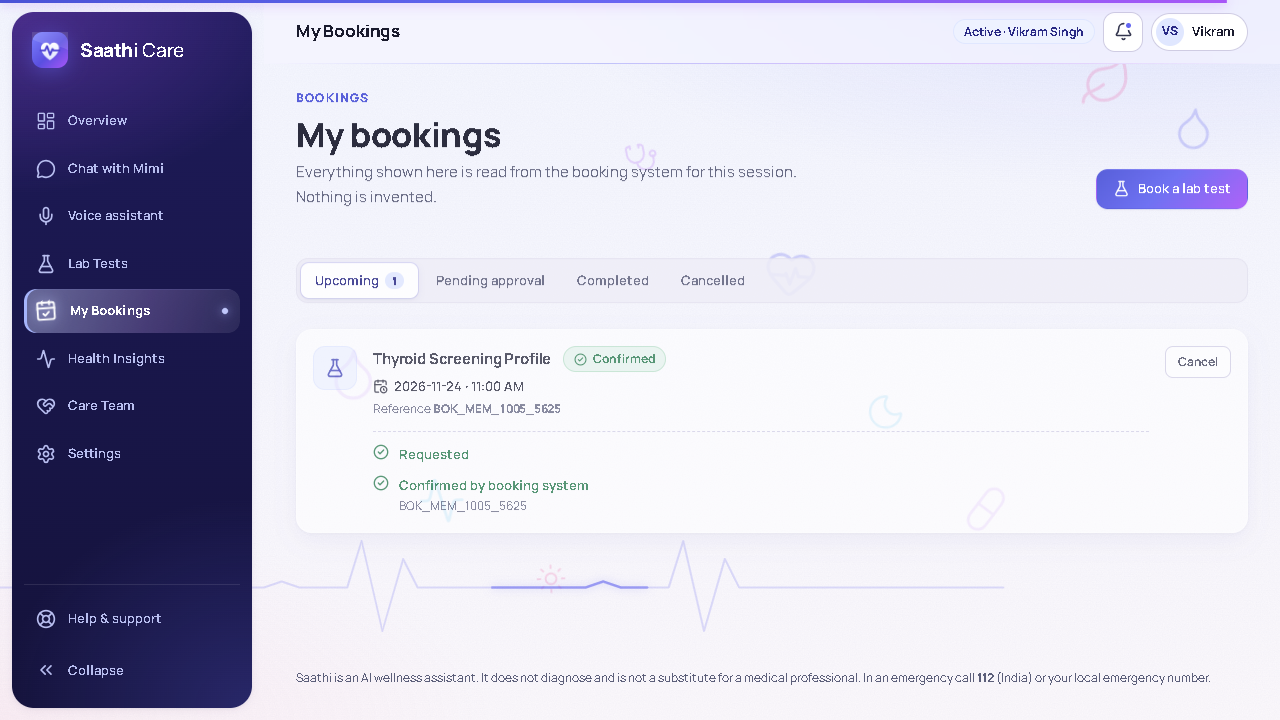 Saathi Care
Overview
Chat with Mimi
Voice assistant
Lab Tests
My Bookings
Health Insights
Care Team
Settings
Help & support
Collapse
My Bookings
Active · Vikram Singh
VS Vikram
BOOKINGS
My bookings
Everything shown here is read from the booking system for this session.
Nothing is invented.
Book a lab test
Upcoming 1 Pending approval Completed Cancelled
Thyroid Screening Profile Confirmed Cancel
2026-11-24 · 11:00 AM
Reference BOK_MEM_1005_5625
Requested
Confirmed by booking system
BOK_MEM_1005_5625
Saathi is an AI wellness assistant. It does not diagnose and is not a substitute for a medical professional. In an emergency call 112 (India) or your local emergency number.